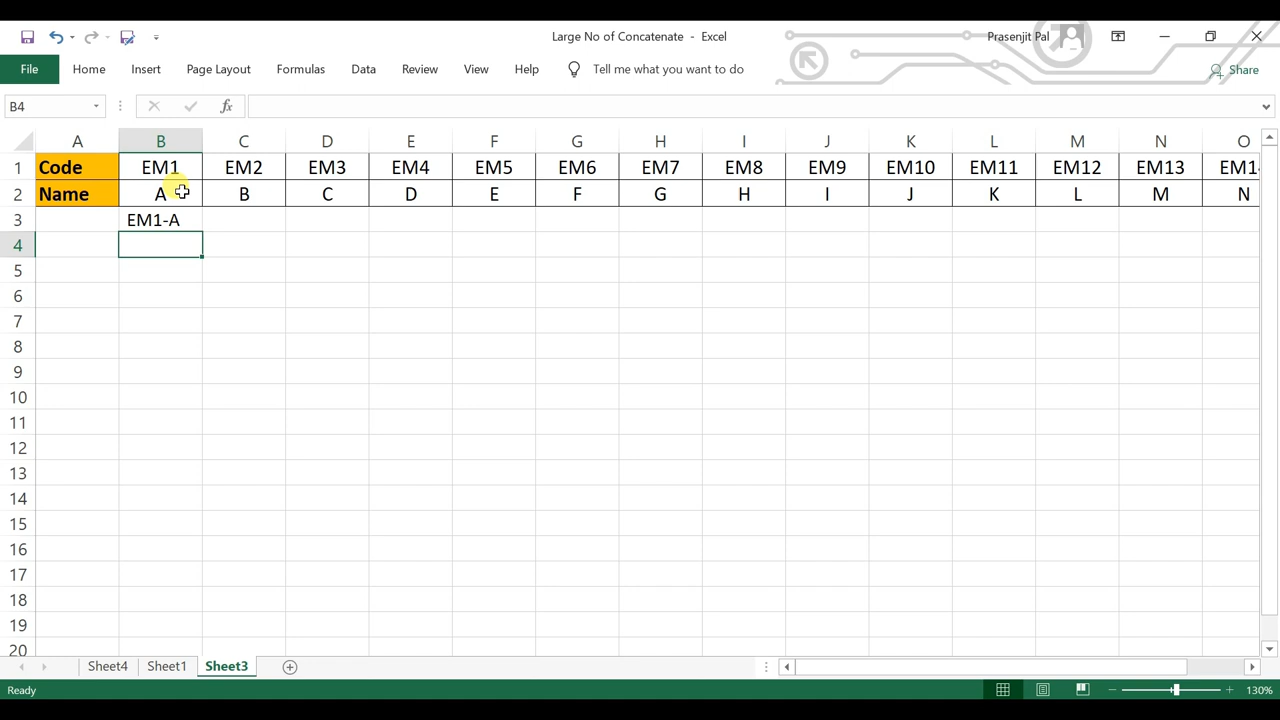 Large No of Concatenate - Excel
Prasenjit Pal
File Home Insert Page Layout Formulas Data Review View Help Tell me what you want to do Share
B4 fx
A B C D E F G H I J K L M N O
1 Code EM1 EM2 EM3 EM4 EM5 EM6 EM7 EM8 EM9 EM10 EM11 EM12 EM13 EM1
2 Name A B C D E F G H I J K L M N
3 EM1-A
4
5
6
7
8
9
10
11
12
13
14
15
16
17
18
19
20
Sheet4 Sheet1 Sheet3
Ready 130%